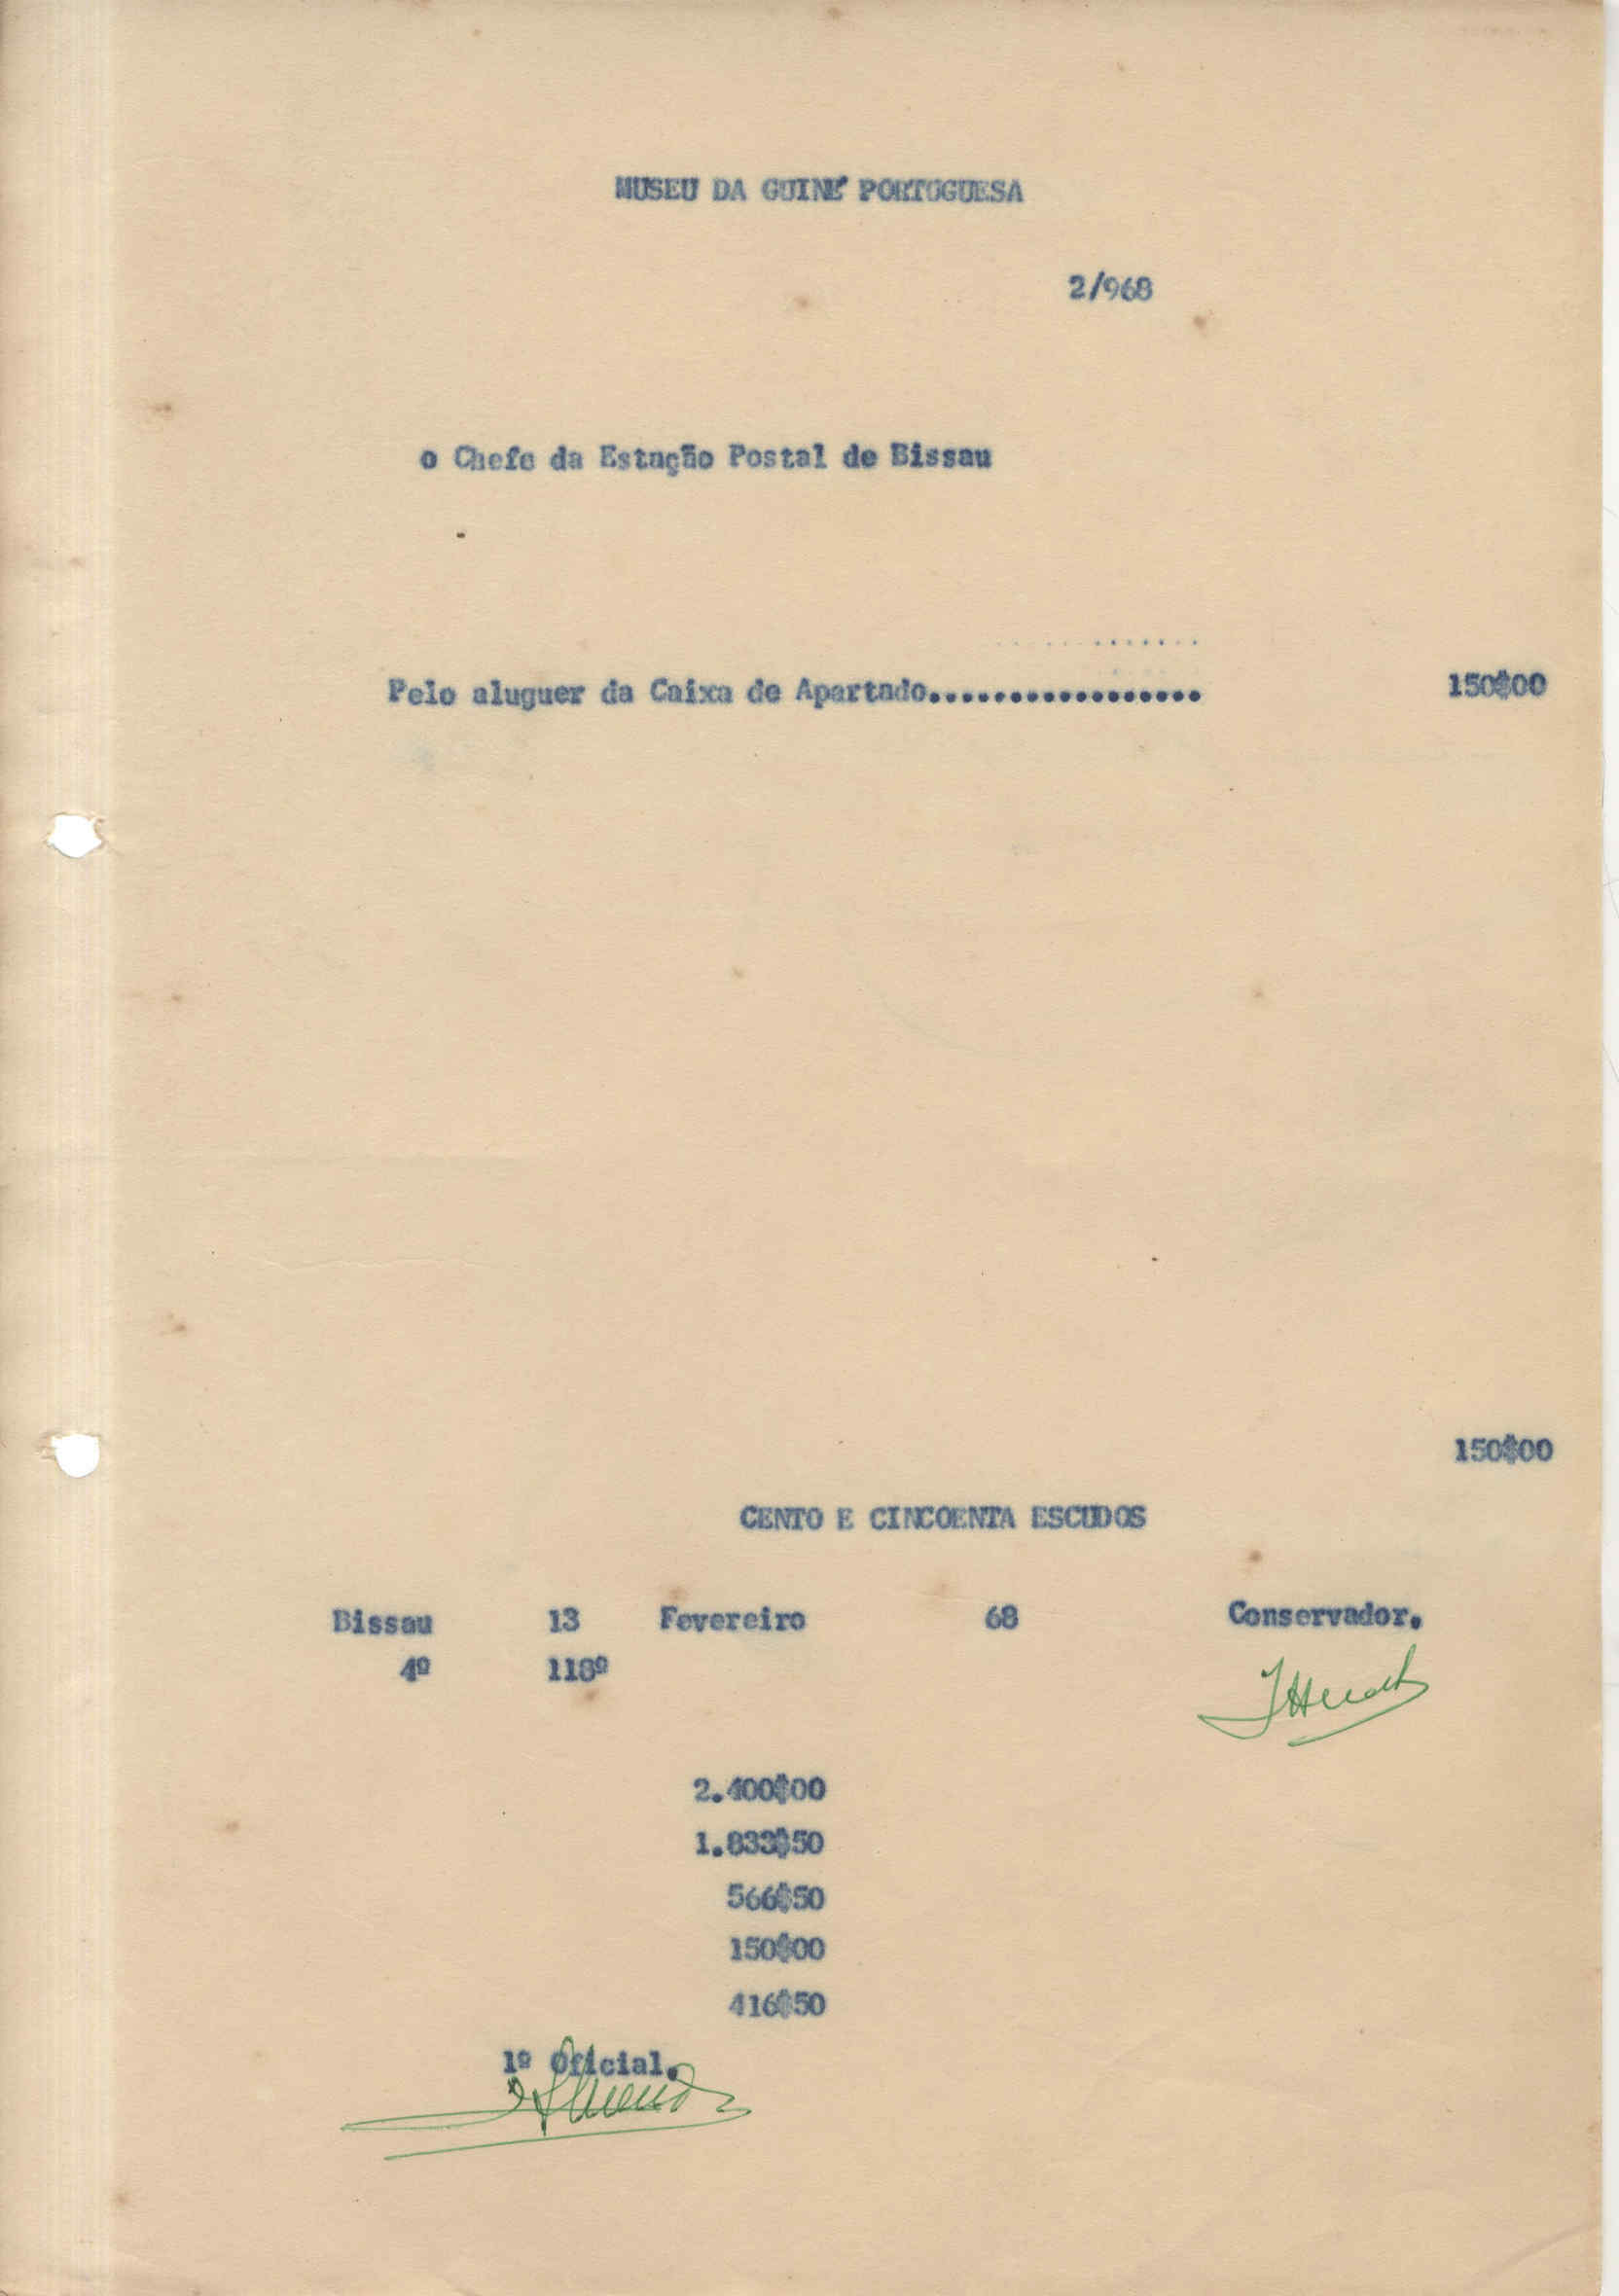 MUSEU DA GUINÉ PORTUGUESA
2/968
o Chefe da Estação Postal de Bissau
-
Pelo aluguer da Caixa de Apartado.................. 150$00
150$00
CENTO E CINCOENTA ESCUDOS
Bissau 13 Fevereiro 68 Conservador.
4º 118º
2.400$00
1.833$50
566$50
150$00
416$50
1º Oficial.